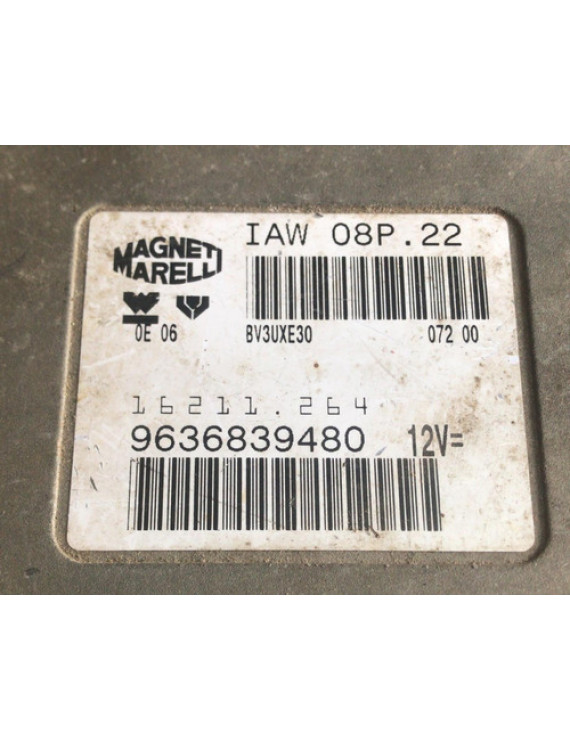 IAW 08P.22
MAGNETI
MARELLI
0E 06 BV3UXE30 072 00
16211.264
9636839480 12V=